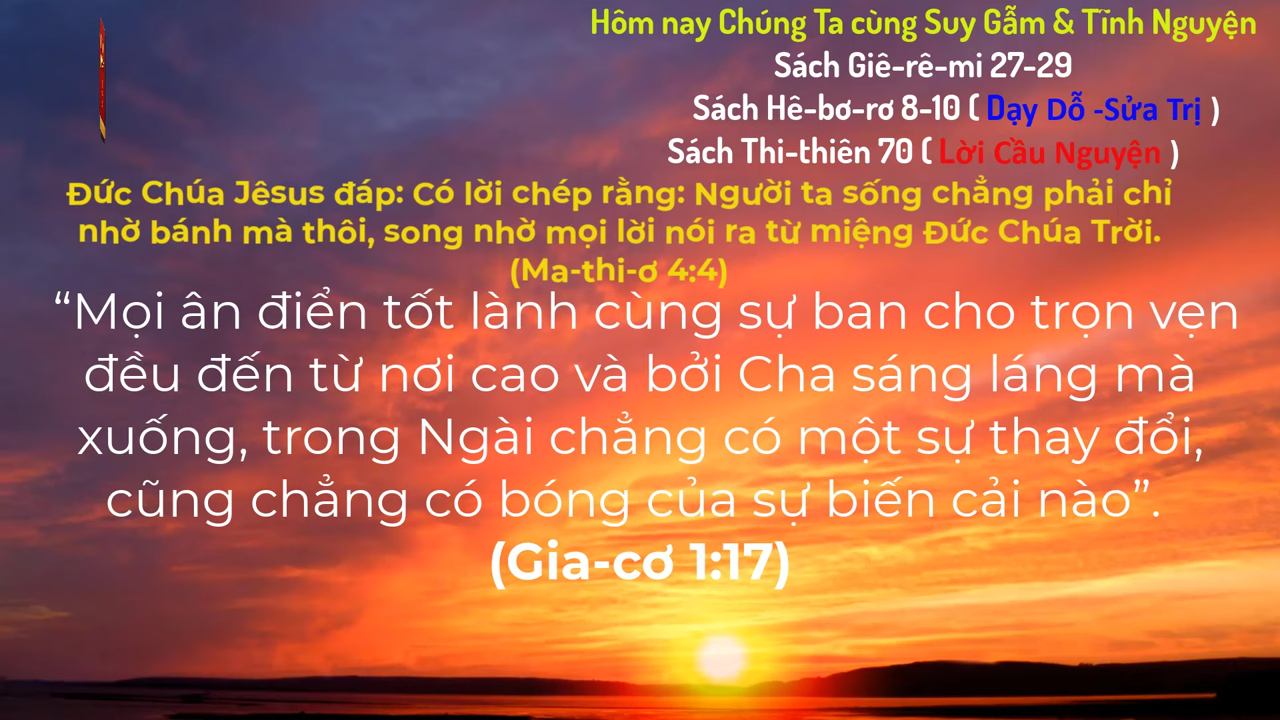 Hôm nay Chúng Ta cùng Suy Gẫm & Tĩnh Nguyện
Sách Giê-rê-mi 27-29
Sách Hê-bơ-rơ 8-10 ( Dạy Dỗ -Sửa Trị )
Sách Thi-thiên 70 ( Lời Cầu Nguyện )
Đức Chúa Jêsus đáp: Có lời chép rằng: Người ta sống chẳng phải chỉ
nhờ bánh mà thôi, song nhờ mọi lời nói ra từ miệng Đức Chúa Trời.
(Ma-thi-ơ 4:4)
“Mọi ân điển tốt lành cùng sự ban cho trọn vẹn
đều đến từ nơi cao và bởi Cha sáng láng mà
xuống, trong Ngài chẳng có một sự thay đổi,
cũng chẳng có bóng của sự biến cải nào”.
(Gia-cơ 1:17)